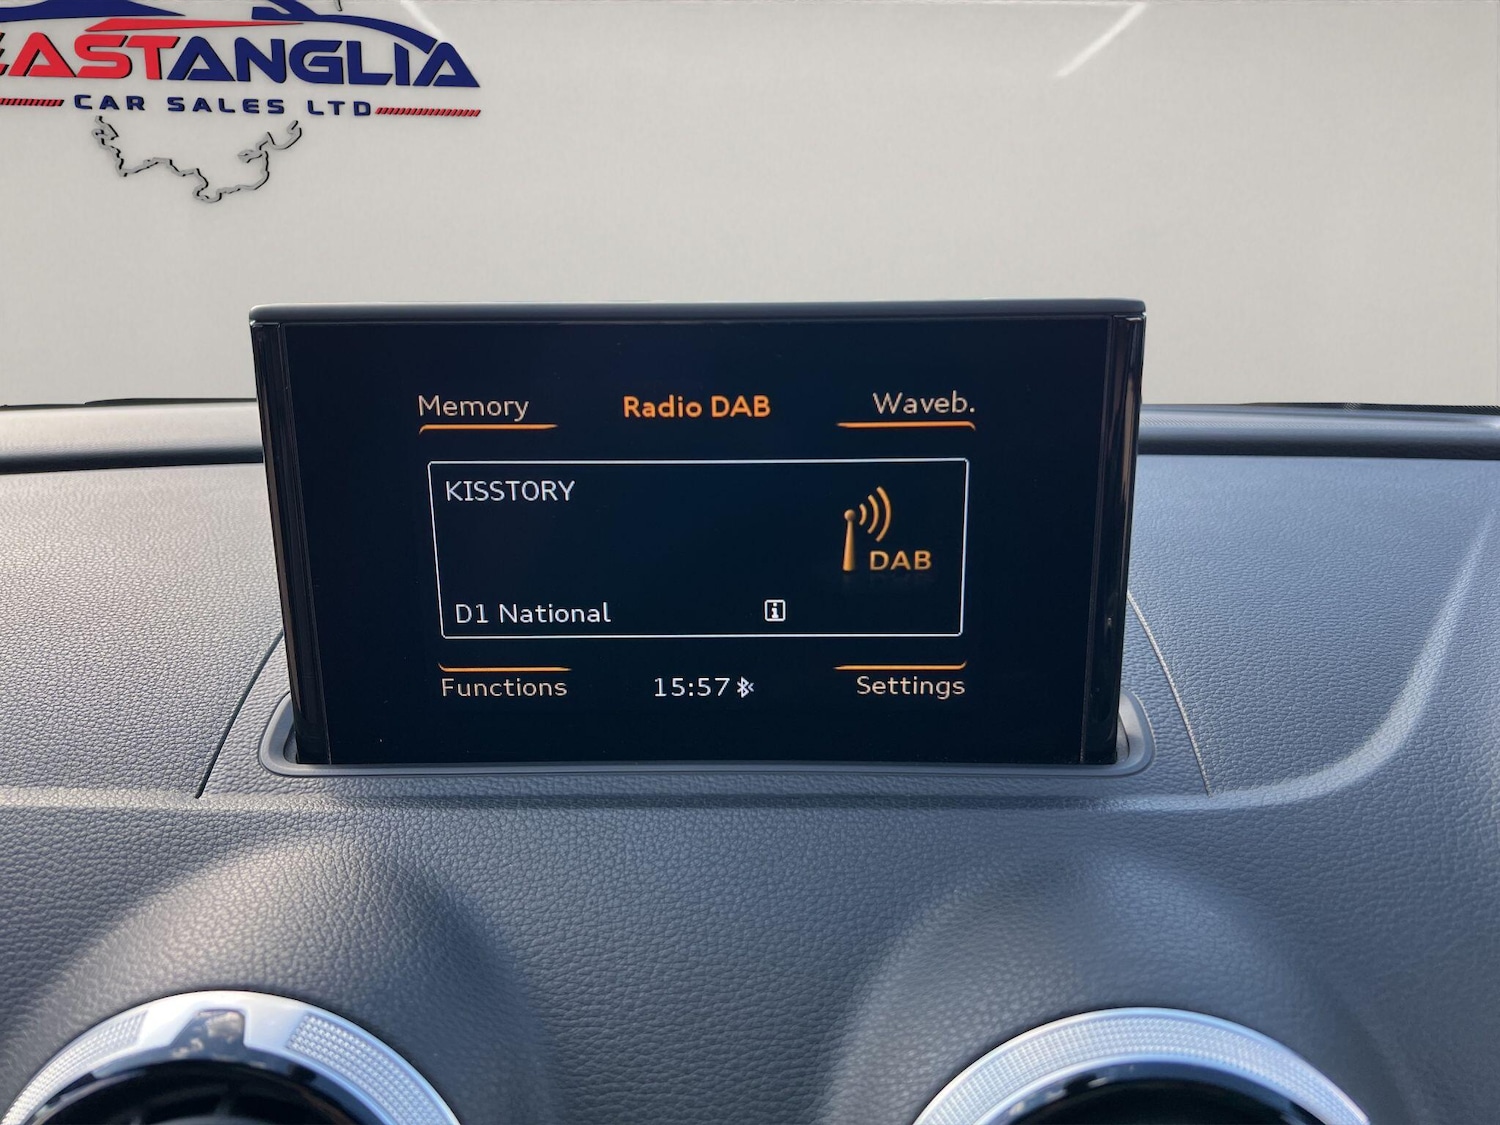 EASTANGLIA
CAR SALES LTD
Memory
Radio DAB
Waveb.
KISSTORY
DAB
D1 National
i
Functions
15:57
Settings